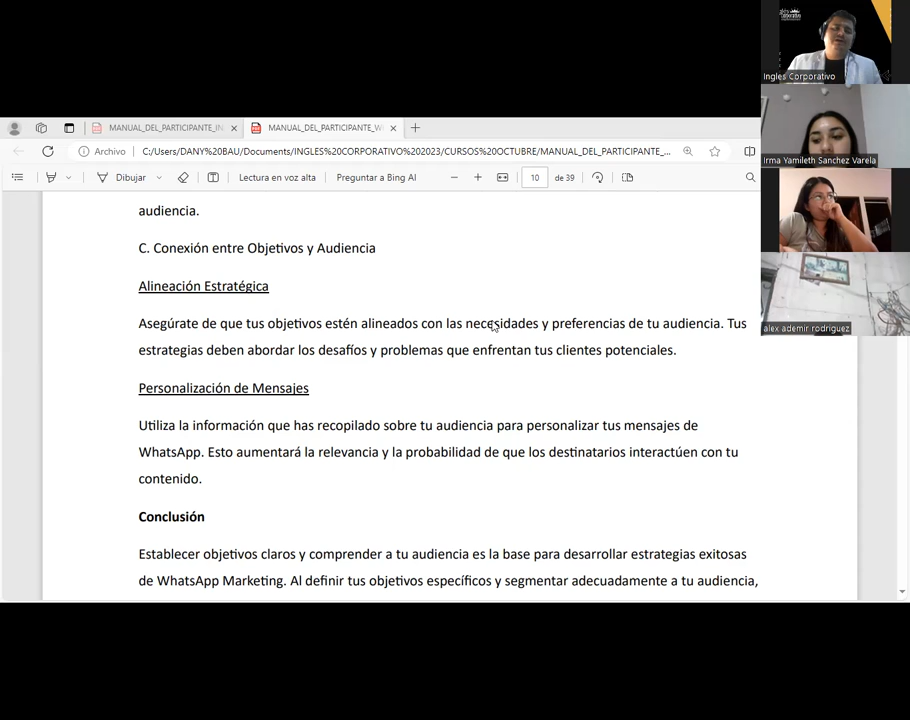 MANUAL_DEL_PARTICIPANTE_IN
MANUAL_DEL_PARTICIPANTE_W
Archivo
C:/Users/DANY%20BAU/Documents/INGLES%20CORPORATIVO%202023/CURSOS%20OCTUBRE/MANUAL_DEL_PARTICIPANTE_...
Dibujar
Lectura en voz alta
Preguntar a Bing AI
10
de 39
audiencia.
C. Conexión entre Objetivos y Audiencia
Alineación Estratégica
Asegúrate de que tus objetivos estén alineados con las necesidades y preferencias de tu audiencia. Tus
estrategias deben abordar los desafíos y problemas que enfrentan tus clientes potenciales.
Personalización de Mensajes
Utiliza la información que has recopilado sobre tu audiencia para personalizar tus mensajes de
WhatsApp. Esto aumentará la relevancia y la probabilidad de que los destinatarios interactúen con tu
contenido.
Conclusión
Establecer objetivos claros y comprender a tu audiencia es la base para desarrollar estrategias exitosas
de WhatsApp Marketing. Al definir tus objetivos específicos y segmentar adecuadamente a tu audiencia,
Ingles Corporativo
Irma Yamileth Sanchez Varela
alex ademir rodriguez